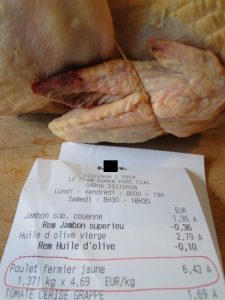 SISTERON 2 2954
LE PLAN ROMAN PARC CIAL
04200 SISTERON
Lundi - Vendredi : 8H30 - 19H
Samedi : 8H30 - 18H30
EUR
Jambon sup. couenne 1,35 A
Rem Jambon superieu -0,36
Huile d'olive vierge 2,79 A
Rem Huile d'olive -0,10
Poulet fermier jaune 6,43 A
1,371 kg x 4,69 EUR/kg
TOMATE CERISE GRAPPE 1,69 A